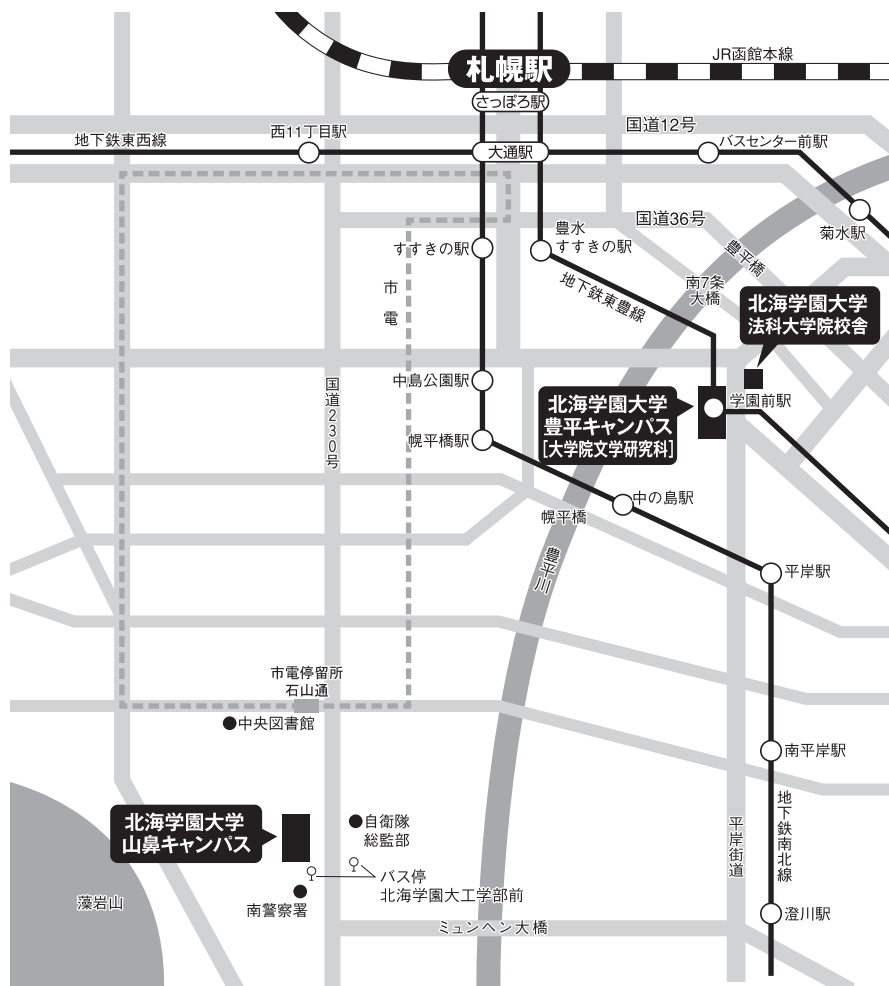 JR函館本線
札幌駅
さっぽろ駅
国道12号
地下鉄東西線
西11丁目駅
大通駅
バスセンター前駅
国道36号
菊水駅
豊水
すすきの駅
すすきの駅
豊平橋
市電
地下鉄東豊線
南7条
大橋
北海学園大学
法科大学院校舎
中島公園駅
国道230号
学園前駅
北海学園大学
豊平キャンパス
[大学院文学研究科]
幌平橋駅
中の島駅
幌平橋
豊平川
平岸駅
市電停留所
石山通
中央図書館
南平岸駅
地下鉄南北線
平岸街道
北海学園大学
山鼻キャンパス
自衛隊
総監部
バス停
北海学園大工学部前
藻岩山
南警察署
澄川駅
ミュンヘン大橋